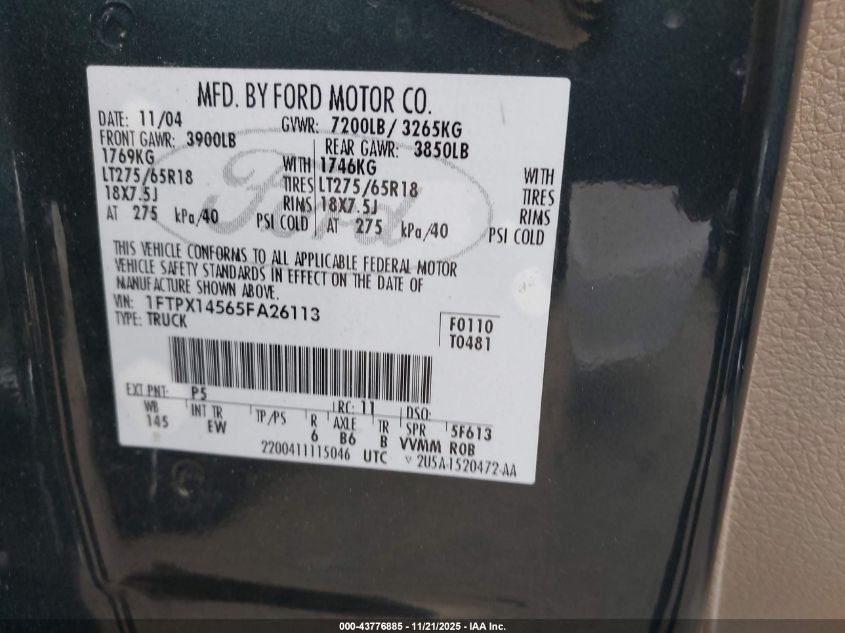 MFD. BY FORD MOTOR CO.
DATE: 11/04 GVWR: 7200LB/ 3265KG
FRONT GAWR: 3900LB REAR GAWR: 3850LB
1769KG WITH 1746KG WITH
LT275/65R18 TIRES LT275/65R18 TIRES
18X7.5J RIMS 18X7.5J RIMS
AT 275 kPa/40 PSI COLD AT 275 kPa/40 PSI COLD
Ford
THIS VEHICLE CONFORMS TO ALL APPLICABLE FEDERAL MOTOR
VEHICLE SAFETY STANDARDS IN EFFECT ON THE DATE OF
MANUFACTURE SHOWN ABOVE.
VIN: 1FTPX14565FA26113
TYPE: TRUCK
F0110
T0481
EXT PNT: P5 RC: 11 DSO:
WB INT TR TP/PS R AXLE TR SPR 5F613
145 EW 6 B6 B VVMM ROB
2200411115046 UTC ▽ 2U5A-1520472-AA
000-43776885 - 11/21/2025 - IAA Inc.